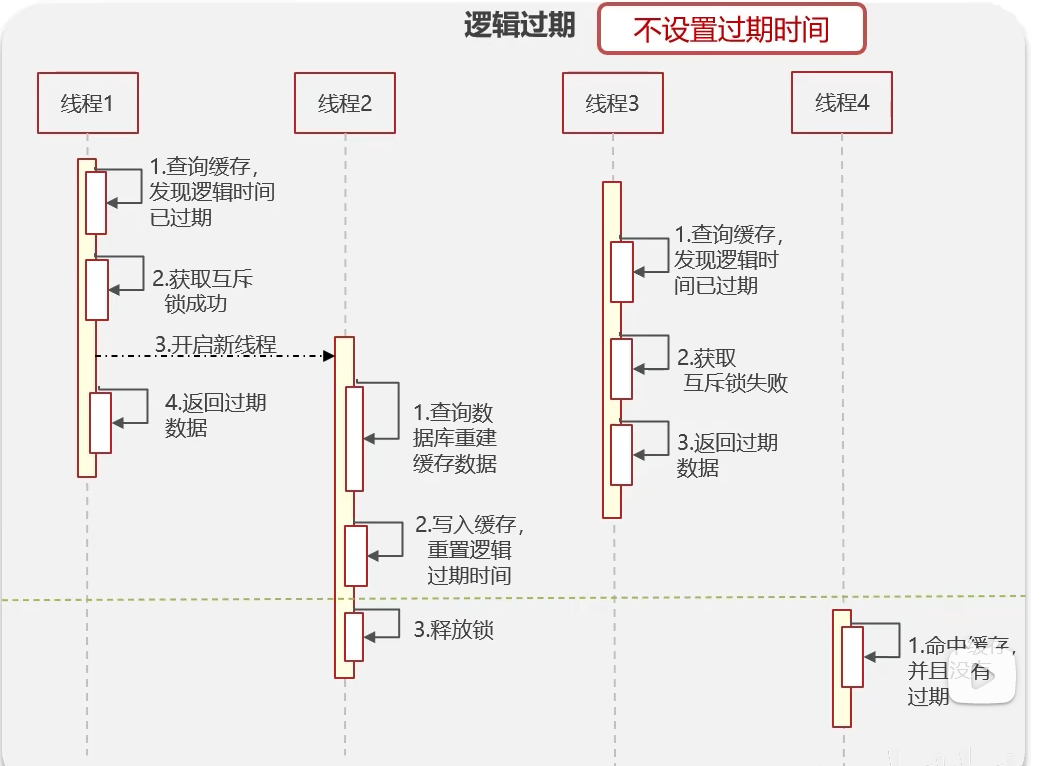 逻辑过期
不设置过期时间
线程1
线程2
线程3
线程4
1.查询缓存，
发现逻辑时间
已过期
2.获取互斥
锁成功
3.开启新线程
4.返回过期
数据
1.查询数
据库重建
缓存数据
2.写入缓存，
重置逻辑
过期时间
3.释放锁
1.查询缓存，
发现逻辑时
间已过期
2.获取
互斥锁失败
3.返回过期
数据
1.命中缓存，
并且没有
过期